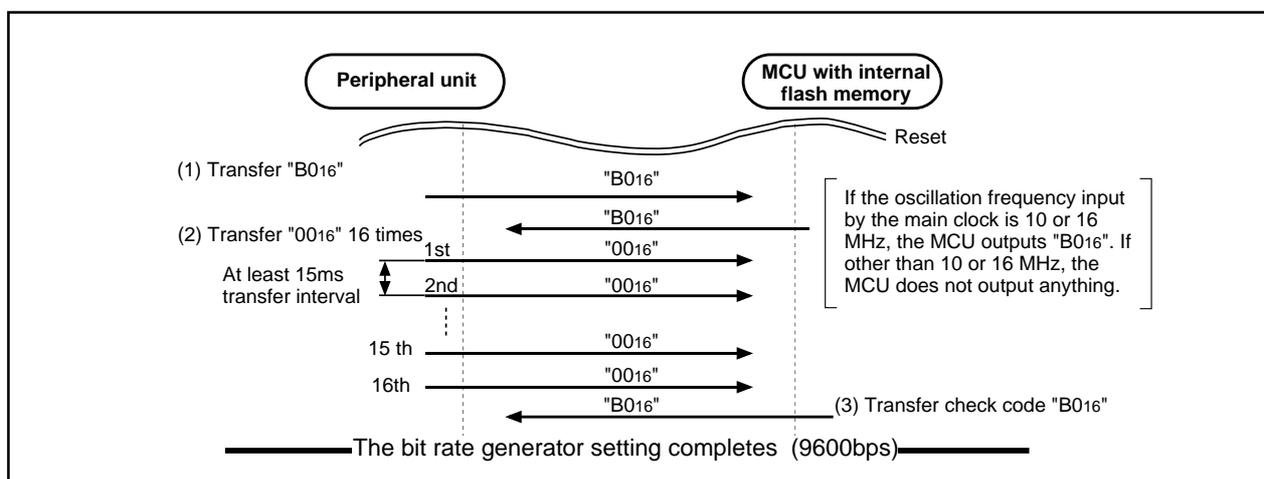 Peripheral unit
MCU with internal
flash memory
Reset
(1) Transfer "B016"
"B016"
"B016"
If the oscillation frequency input
by the main clock is 10 or 16
MHz, the MCU outputs "B016". If
other than 10 or 16 MHz, the
MCU does not output anything.
(2) Transfer "0016" 16 times
1st
"0016"
At least 15ms
transfer interval
2nd
"0016"
15 th
"0016"
16th
"0016"
"B016"
(3) Transfer check code "B016"
The bit rate generator setting completes (9600bps)